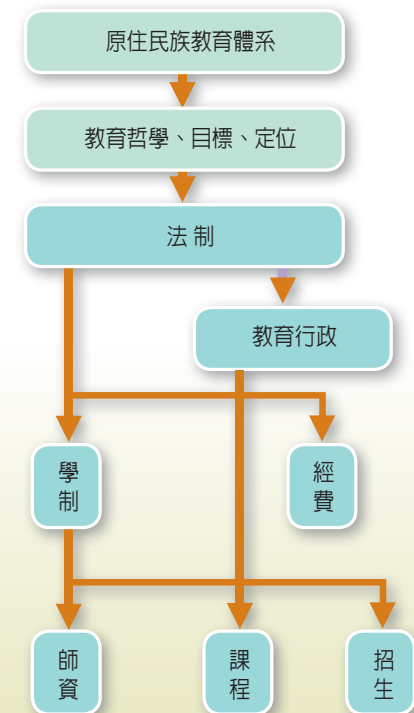 原住民族教育體系
教育哲學、目標、定位
法制
教育行政
學制
經費
師資
課程
招生